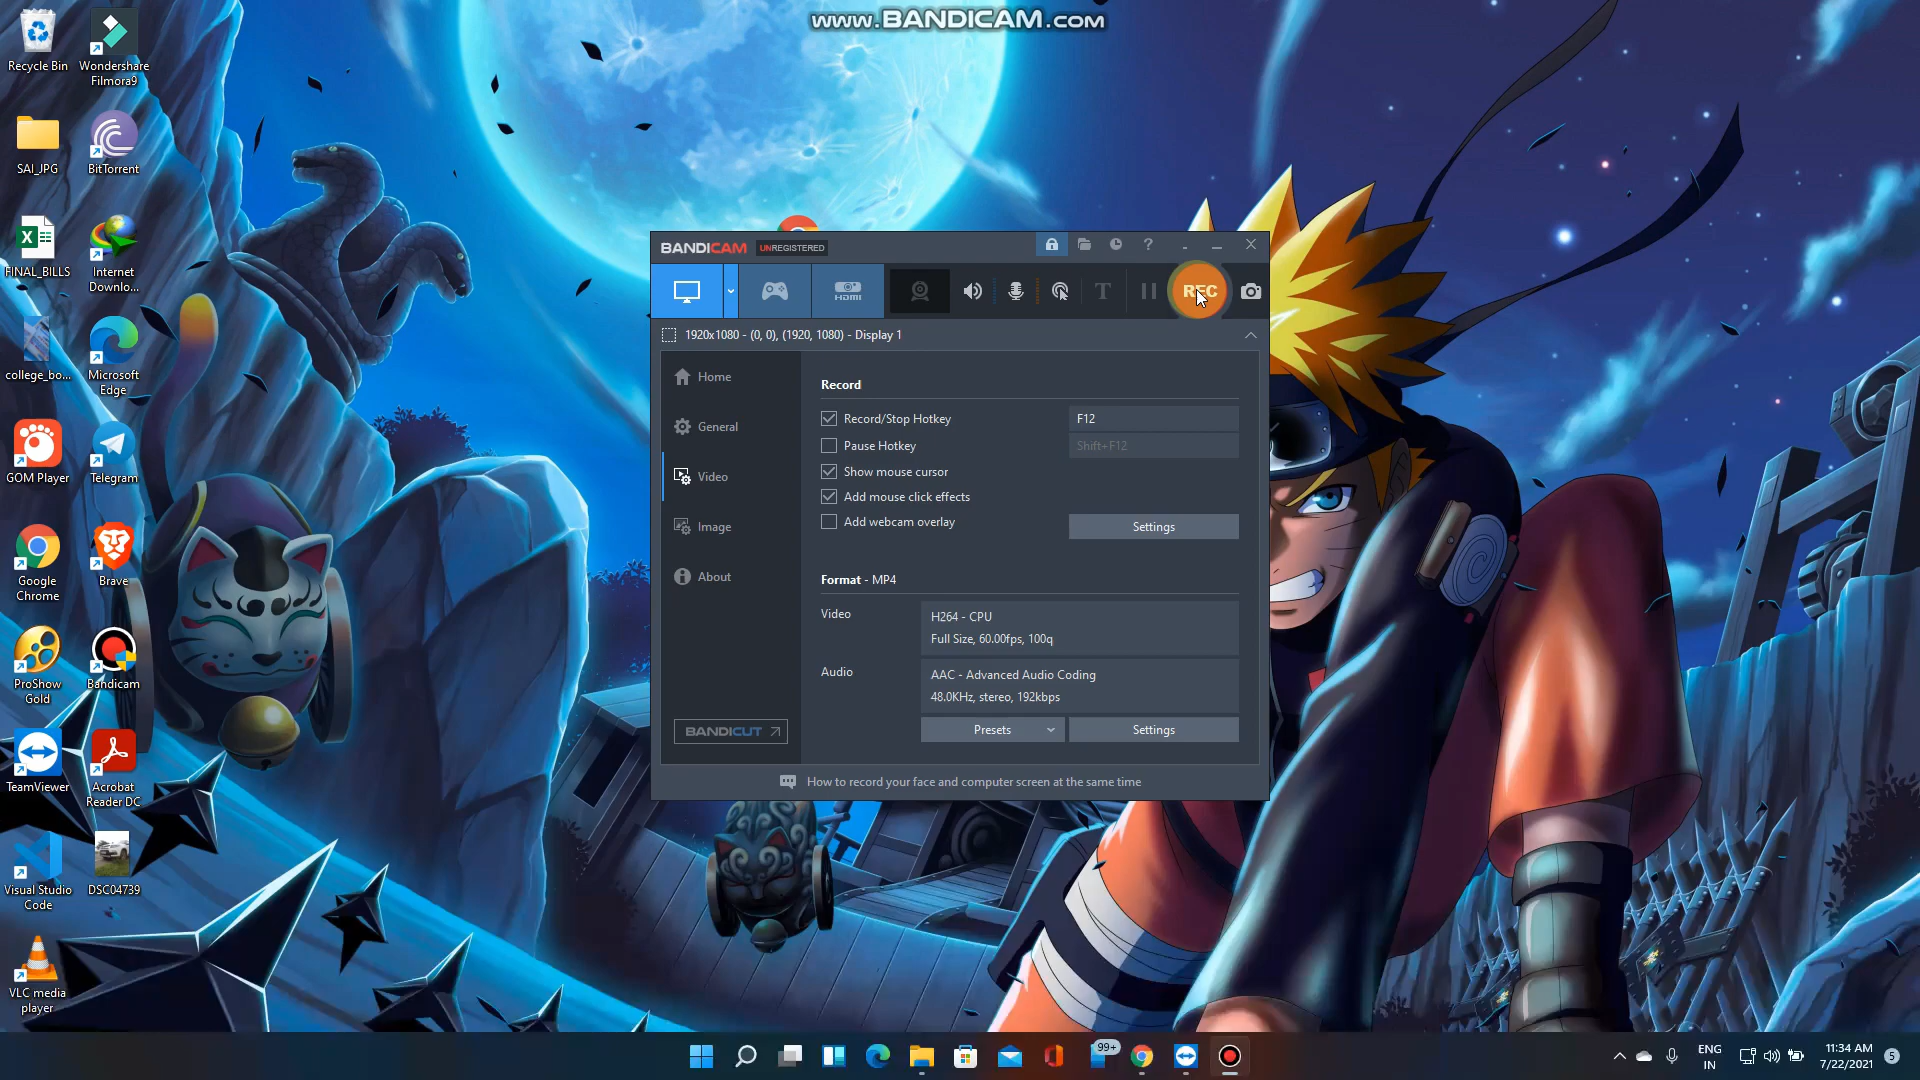 www.BANDICAM.com
Recycle Bin
Wondershare
Filmora9
SAI_JPG
BitTorrent
FINAL_BILLS
Internet
Downlo...
college_bo...
Microsoft
Edge
GOM Player
Telegram
Google
Chrome
Brave
ProShow
Gold
Bandicam
TeamViewer
Acrobat
Reader DC
Visual Studio
Code
DSC04739
VLC media
player
BANDICAM UNREGISTERED
?
HDMI
T
REC
1920x1080 - (0, 0), (1920, 1080) - Display 1
Home
General
Video
Image
About
BANDICUT
Record
Record/Stop Hotkey
F12
Pause Hotkey
Shift+F12
Show mouse cursor
Add mouse click effects
Add webcam overlay
Settings
Format - MP4
Video
H264 - CPU
Full Size, 60.00fps, 100q
Audio
AAC - Advanced Audio Coding
48.0KHz, stereo, 192kbps
Presets
Settings
How to record your face and computer screen at the same time
99+
ENG
IN
11:34 AM
7/22/2021
5